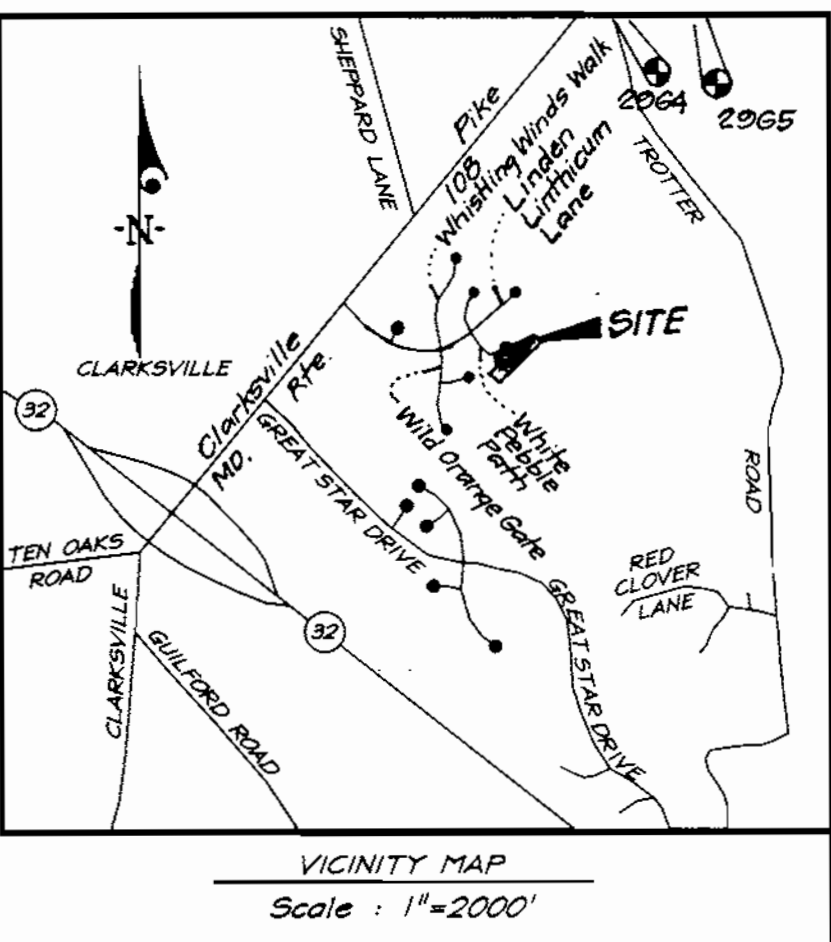 SHEPPARD LANE
Pike
108
Whistling Winds Walk
Linden
Linthicum
Lane
29G4
29G5
TROTTER
-N-
CLARKSVILLE
SITE
32
Clarksville
Rte.
MD.
GREAT STAR DRIVE
Wild Orange Gate
White
Pebble
Path
ROAD
TEN OAKS
ROAD
RED
CLOVER
LANE
CLARKSVILLE
GUILFORD ROAD
32
GREAT STAR DRIVE
VICINITY MAP
Scale : 1"=2000'